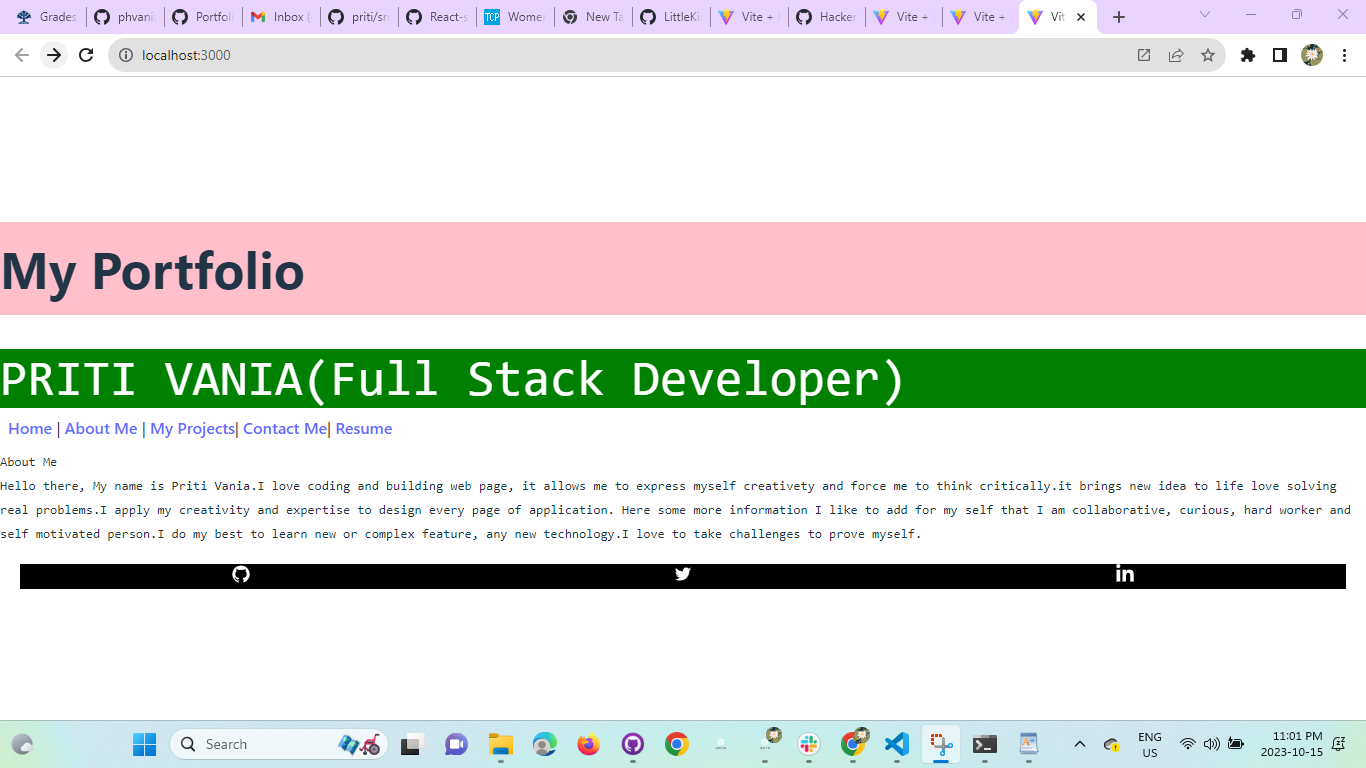 Grades
phvani
Portfoli
Inbox (
priti/sru
React-s
TCP
Women
New Ta
LittleKi
Vite +
Hacker
Vite +
Vite +
Vit
localhost:3000
My Portfolio
PRITI VANIA(Full Stack Developer)
Home | About Me | My Projects| Contact Me| Resume
About Me
Hello there, My name is Priti Vania.I love coding and building web page, it allows me to express myself creativety and force me to think critically.it brings new idea to life love solving
real problems.I apply my creativity and expertise to design every page of application. Here some more information I like to add for my self that I am collaborative, curious, hard worker and
self motivated person.I do my best to learn new or complex feature, any new technology.I love to take challenges to prove myself.
in
Search
ENG
US
11:01 PM
2023-10-15